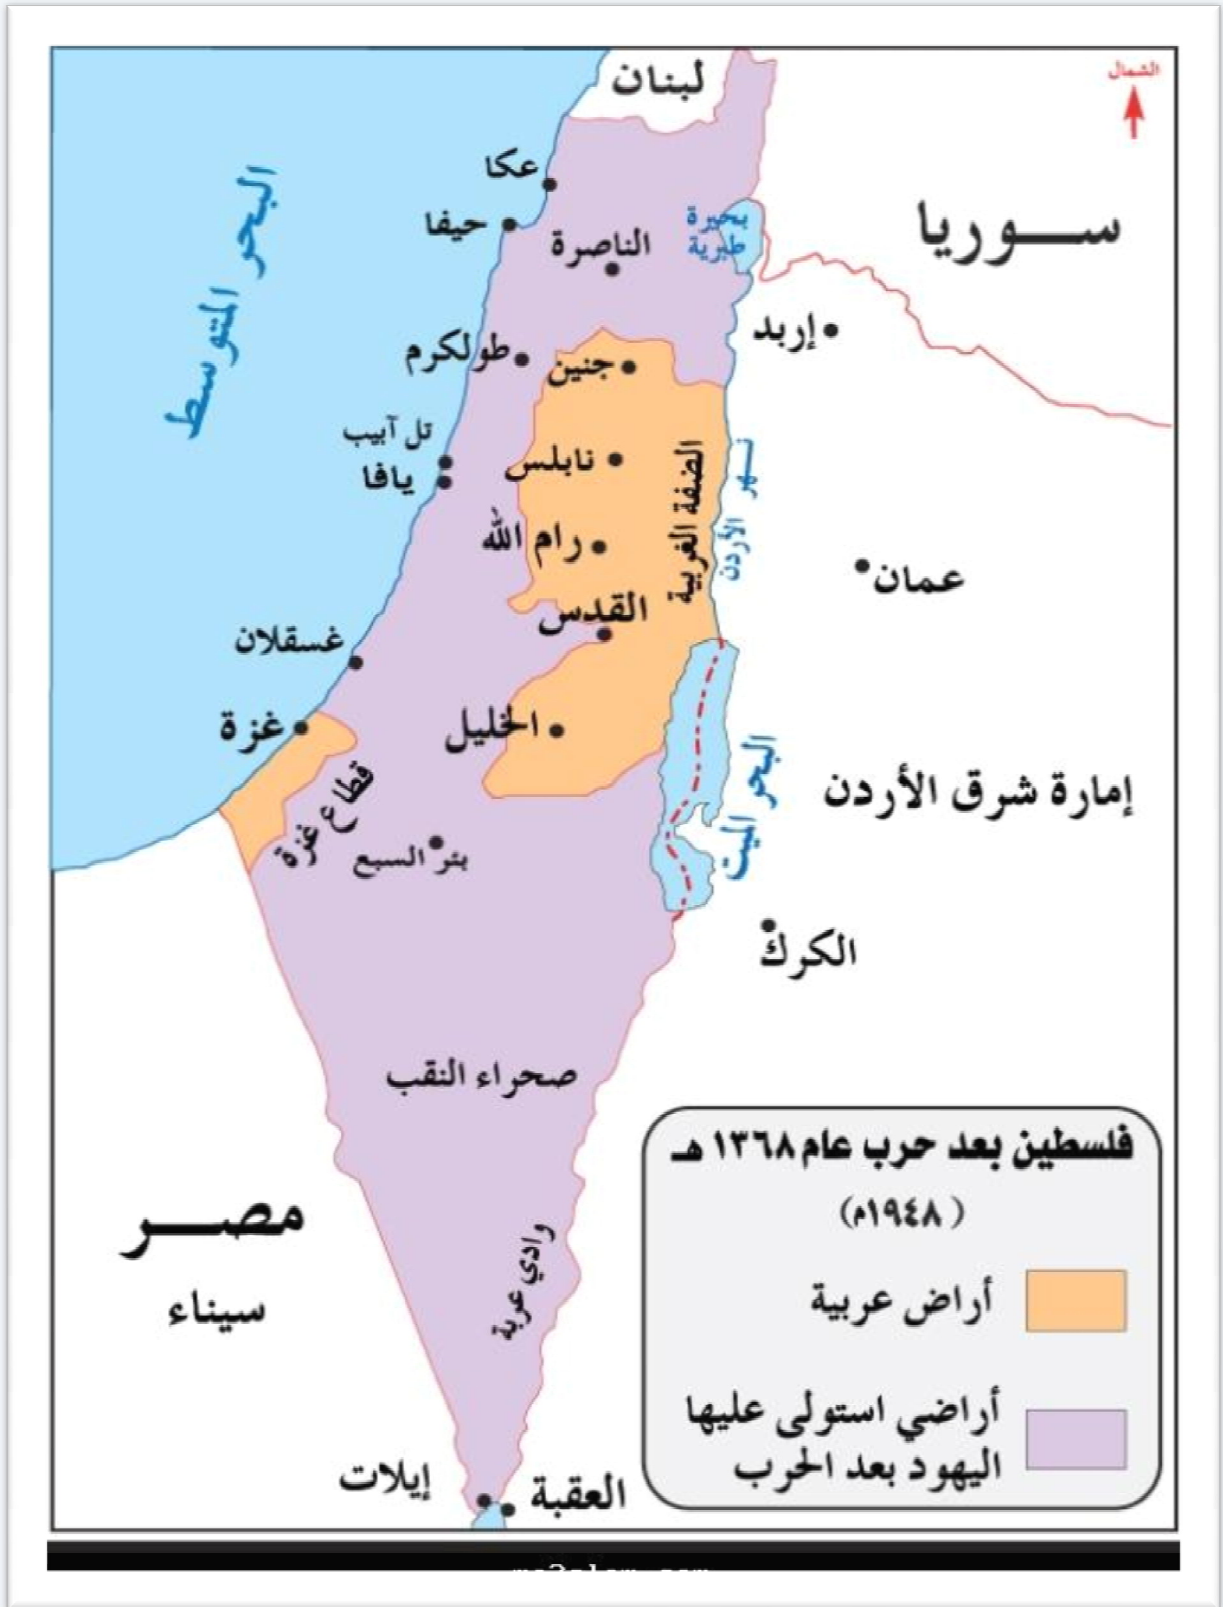 الشمال
لبنان
سوريا
البحر المتوسط
عكا
حيفا
الناصرة
بحيرة
طبرية
إربد
طولكرم
جنين
تل آبيب
يافا
نابلس
الضفة الغربية
نهر الأردن
رام الله
عمان
القدس
غسقلان
غزة
الخليل
قطاع غزة
البحر الميت
إمارة شرق الأردن
بئر السبع
الكرك
صحراء النقب
مصر
سيناء
وادي عربة
إيلات
العقبة
فلسطين بعد حرب عام ١٣٦٨ هـ
(١٩٤٨م)
أراض عربية
أراضي استولى عليها
اليهود بعد الحرب